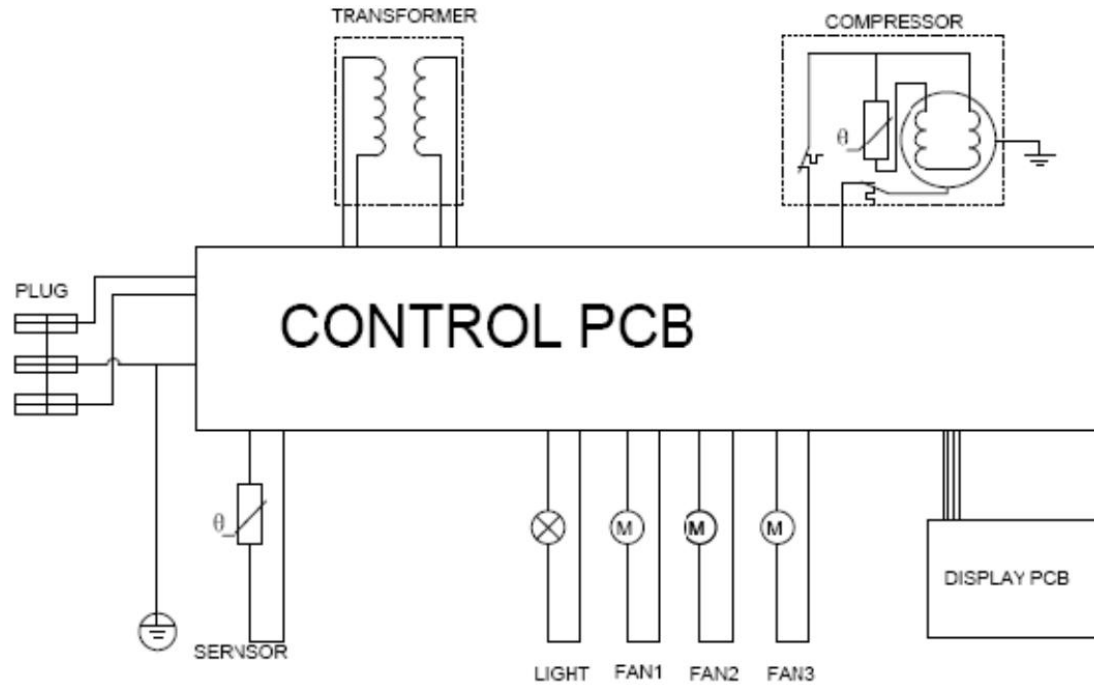 TRANSFORMER
COMPRESSOR
θ
PLUG
CONTROL PCB
θ
M
M
M
DISPLAY PCB
SERNSOR
LIGHT
FAN1
FAN2
FAN3